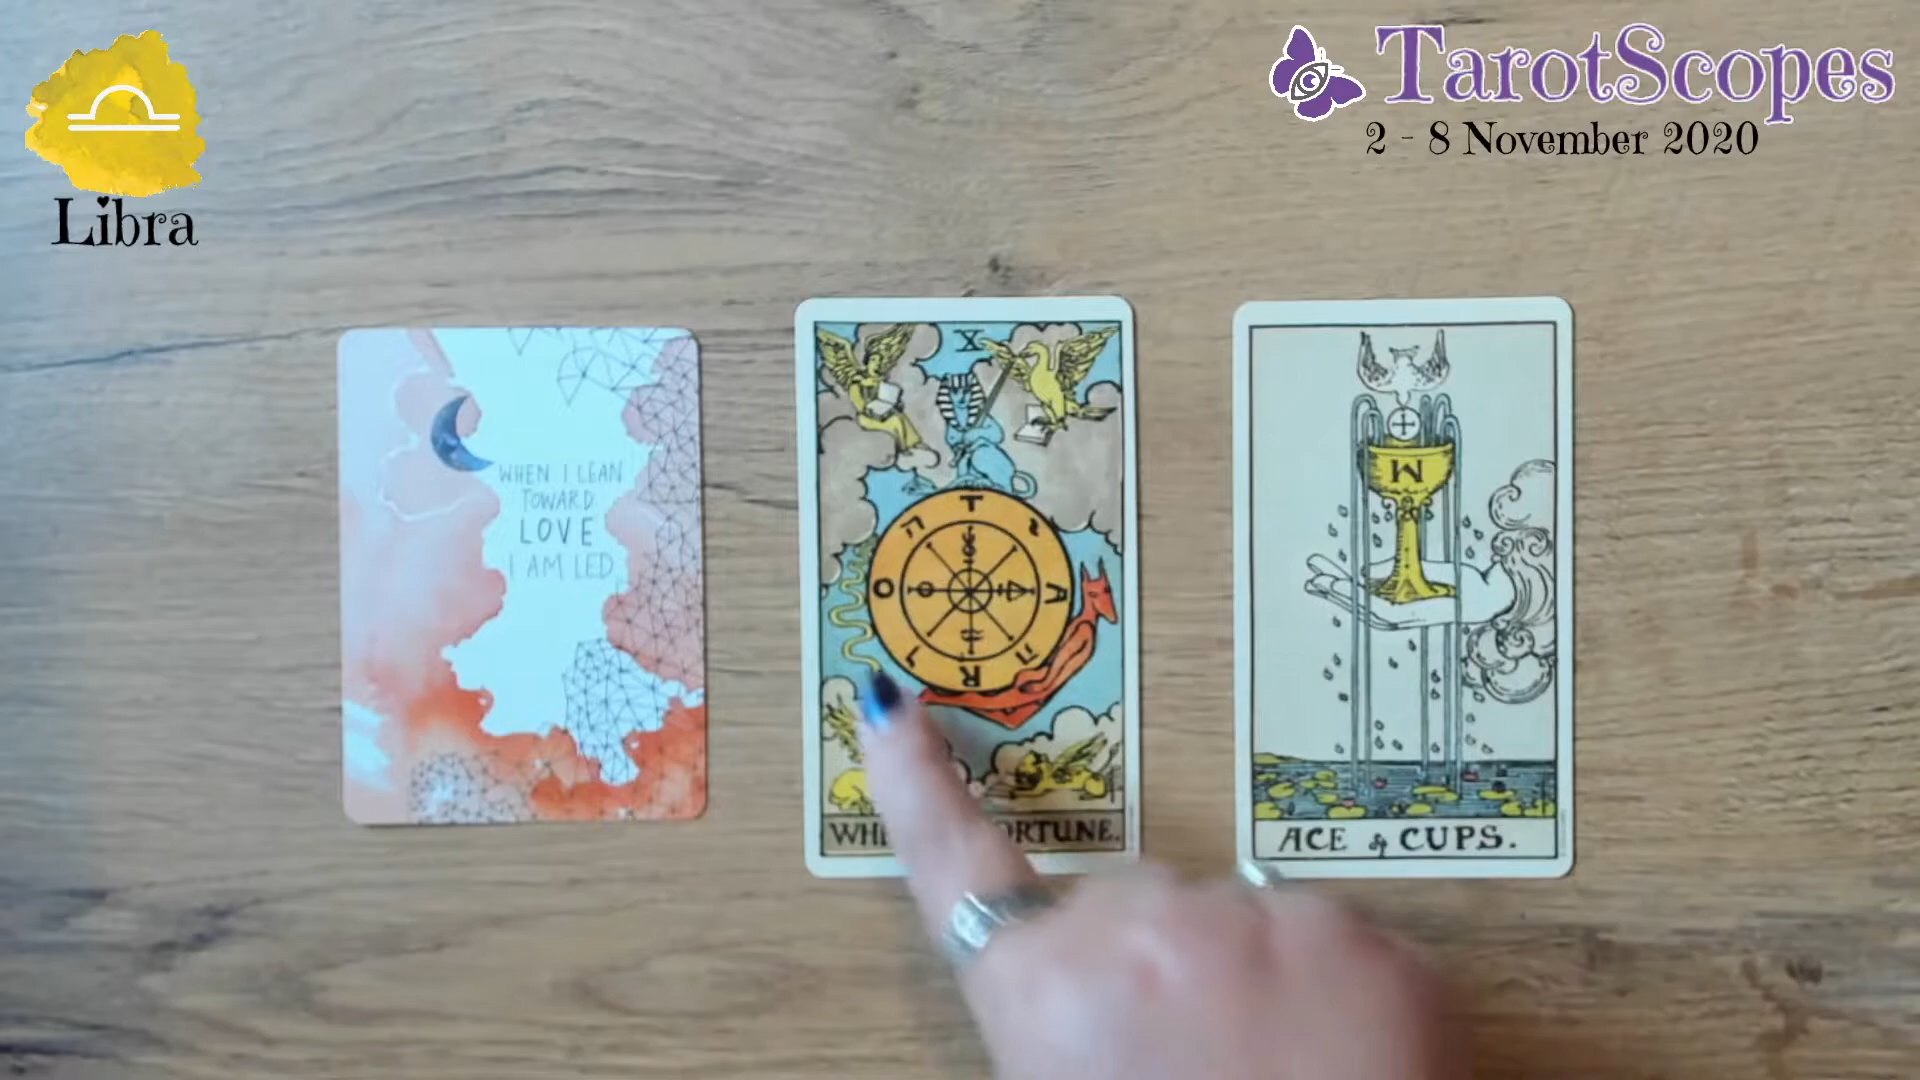 Libra
TarotScopes
2 - 8 November 2020
WHEN I LEAN
TOWARD
LOVE
I AM LED
X
T
A
R
O
ה
ו
ה
י
M
ACE of CUPS.